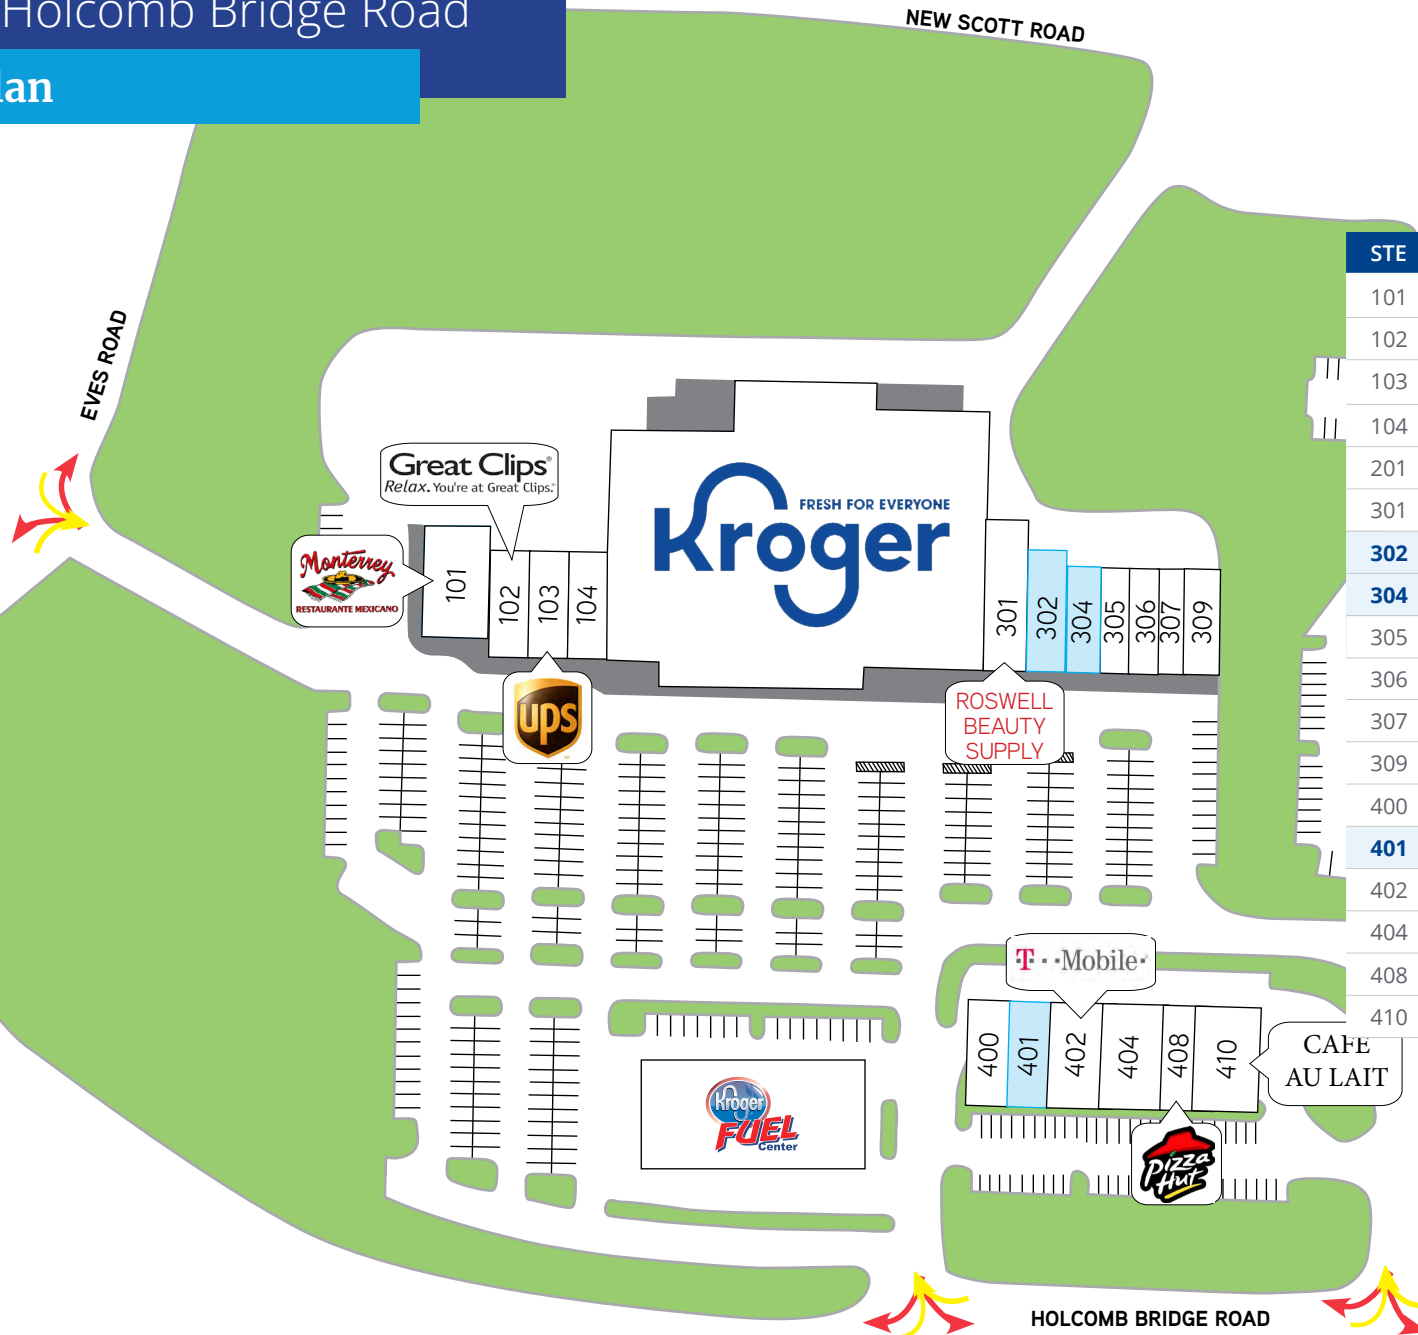 Holcomb Bridge Road
lan
NEW SCOTT ROAD
EVES ROAD
STE
101
102
103
104
201
301
302
304
305
306
307
309
400
401
402
404
408
410
Great Clips®
Relax. You're at Great Clips.®
Monterrey
RESTAURANTE MEXICANO
101
102
103
104
Kroger
FRESH FOR EVERYONE
301
302
304
305
306
307
309
ups
ROSWELL
BEAUTY
SUPPLY
T··Mobile·
400
401
402
404
408
410
CAFE
AU LAIT
Kroger
FUEL
Center
Pizza
Hut
HOLCOMB BRIDGE ROAD